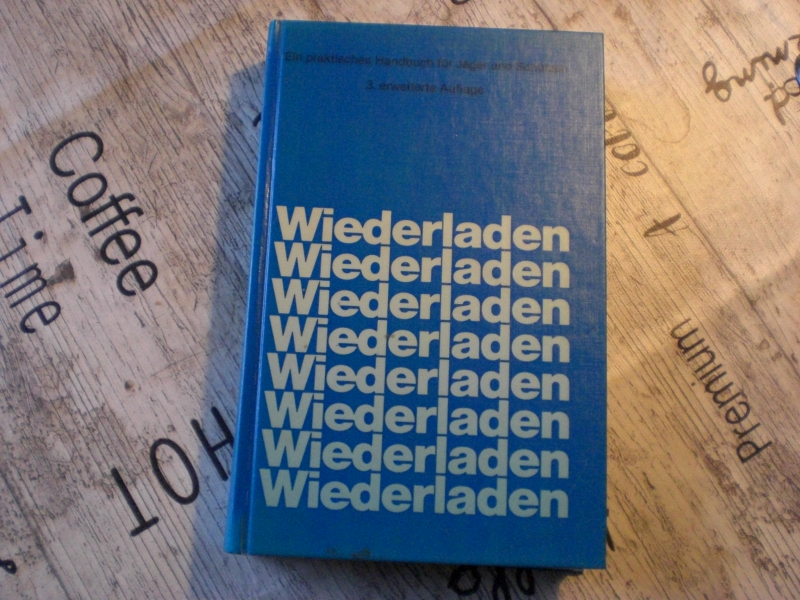 Ein praktisches Handbuch für Jäger und Schützen
3. erweiterte Auflage
Wiederladen
Wiederladen
Wiederladen
Wiederladen
Wiederladen
Wiederladen
Wiederladen
Wiederladen
Coffee
Time
HOT
A
Premium